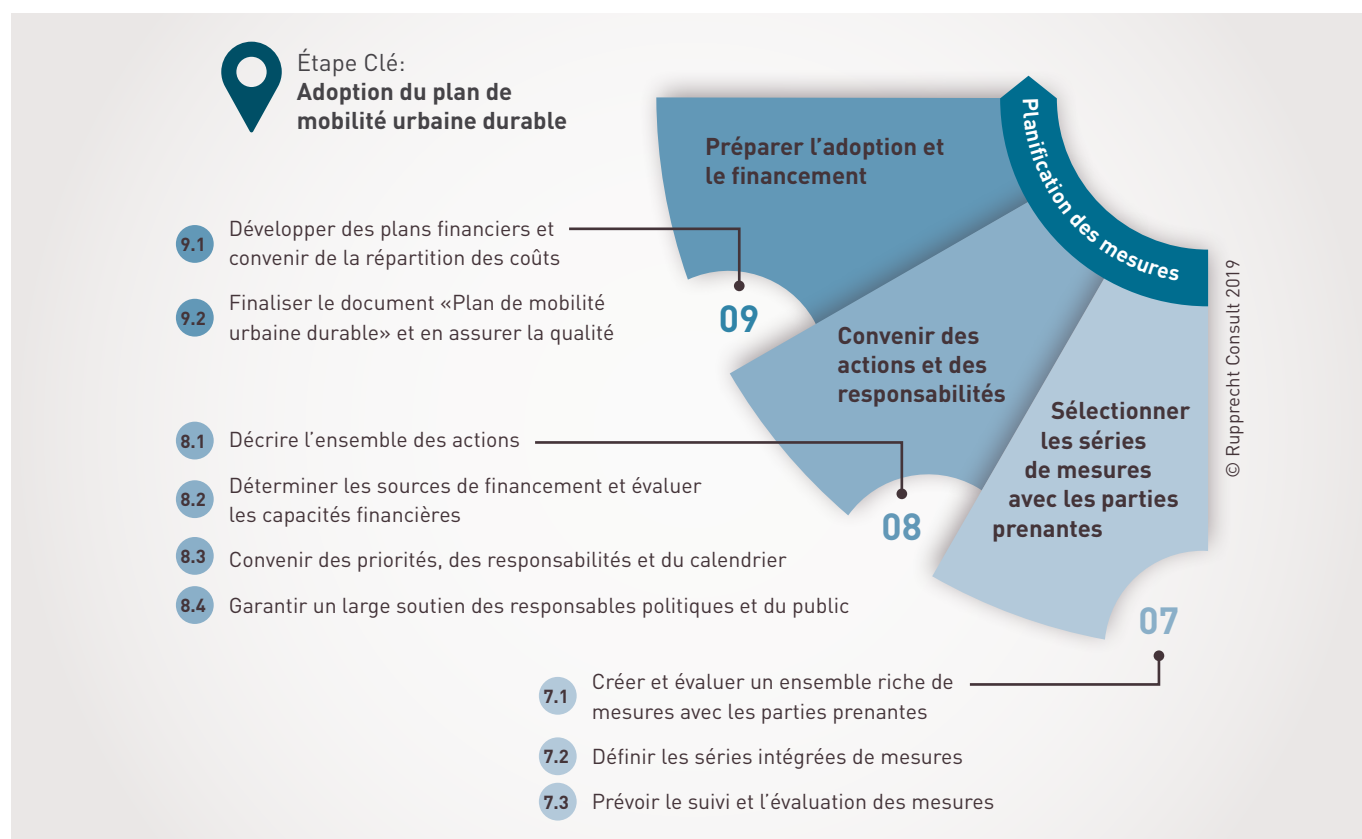 Étape Clé:
Adoption du plan de
mobilité urbaine durable
Planification des mesures
Préparer l’adoption et
le financement
9.1 Développer des plans financiers et
convenir de la répartition des coûts
9.2 Finaliser le document «Plan de mobilité
urbaine durable» et en assurer la qualité
09
Convenir des
actions et des
responsabilités
8.1 Décrire l’ensemble des actions
8.2 Déterminer les sources de financement et évaluer
les capacités financières
8.3 Convenir des priorités, des responsabilités et du calendrier
8.4 Garantir un large soutien des responsables politiques et du public
08
Sélectionner
les séries
de mesures
avec les parties
prenantes
07
7.1 Créer et évaluer un ensemble riche de
mesures avec les parties prenantes
7.2 Définir les séries intégrées de mesures
7.3 Prévoir le suivi et l’évaluation des mesures
© Rupprecht Consult 2019